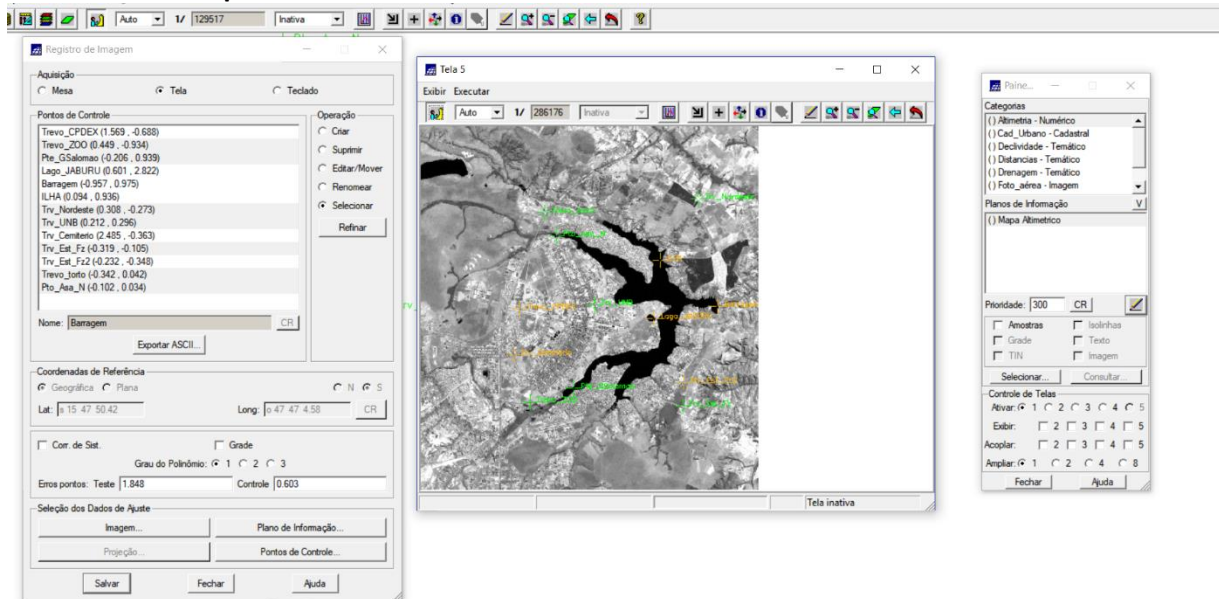 Auto 1/ 129517 Inativa
Registro de Imagem
Aquisição
Mesa Tela Teclado
Pontos de Controle
Trevo_CPDEX (1.569 , -0.688)
Trevo_ZOO (0.449 , -0.934)
Pte_GSalomao (-0.206 , 0.939)
Lago_JABURU (0.601 , 2.822)
Barragem (-0.957 , 0.975)
ILHA (0.094 , 0.936)
Trv_Nordeste (0.308 , -0.273)
Trv_UNB (0.212 , 0.296)
Trv_Cemiterio (2.485 , -0.363)
Trv_Est_Fz (-0.319 , -0.105)
Trv_Est_Fz2 (-0.232 , -0.348)
Trevo_torto (-0.342 , 0.042)
Pto_Asa_N (-0.102 , 0.034)
Operação
Criar
Suprimir
Editar/Mover
Renomear
Selecionar
Refinar
Nome: Barragem CR
Exportar ASCII...
Coordenadas de Referência
Geográfica Plana N S
Lat: s 15 47 50.42 Long: o 47 47 4.58 CR
Corr. de Sist. Grade
Grau do Polinômio: 1 2 3
Erros pontos: Teste 1.848 Controle 0.603
Seleção dos Dados de Ajuste
Imagem... Plano de Informação...
Projeção... Pontos de Controle...
Salvar Fechar Ajuda
Tela 5
Exibir Executar
Auto 1/ 286176 Inativa
Tela inativa
Paine...
Categorias
() Altimetria - Numérico
() Cad_Urbano - Cadastral
() Declividade - Temático
() Distancias - Temático
() Drenagem - Temático
() Foto_aérea - Imagem
Planos de Informação V
() Mapa Altimetrico
Prioridade: 300 CR
Amostras Isolinhas
Grade Texto
TIN Imagem
Selecionar... Consultar...
Controle de Telas
Ativar: 1 2 3 4 5
Exibir: 2 3 4 5
Acoplar: 2 3 4 5
Ampliar: 1 2 4 8
Fechar Ajuda